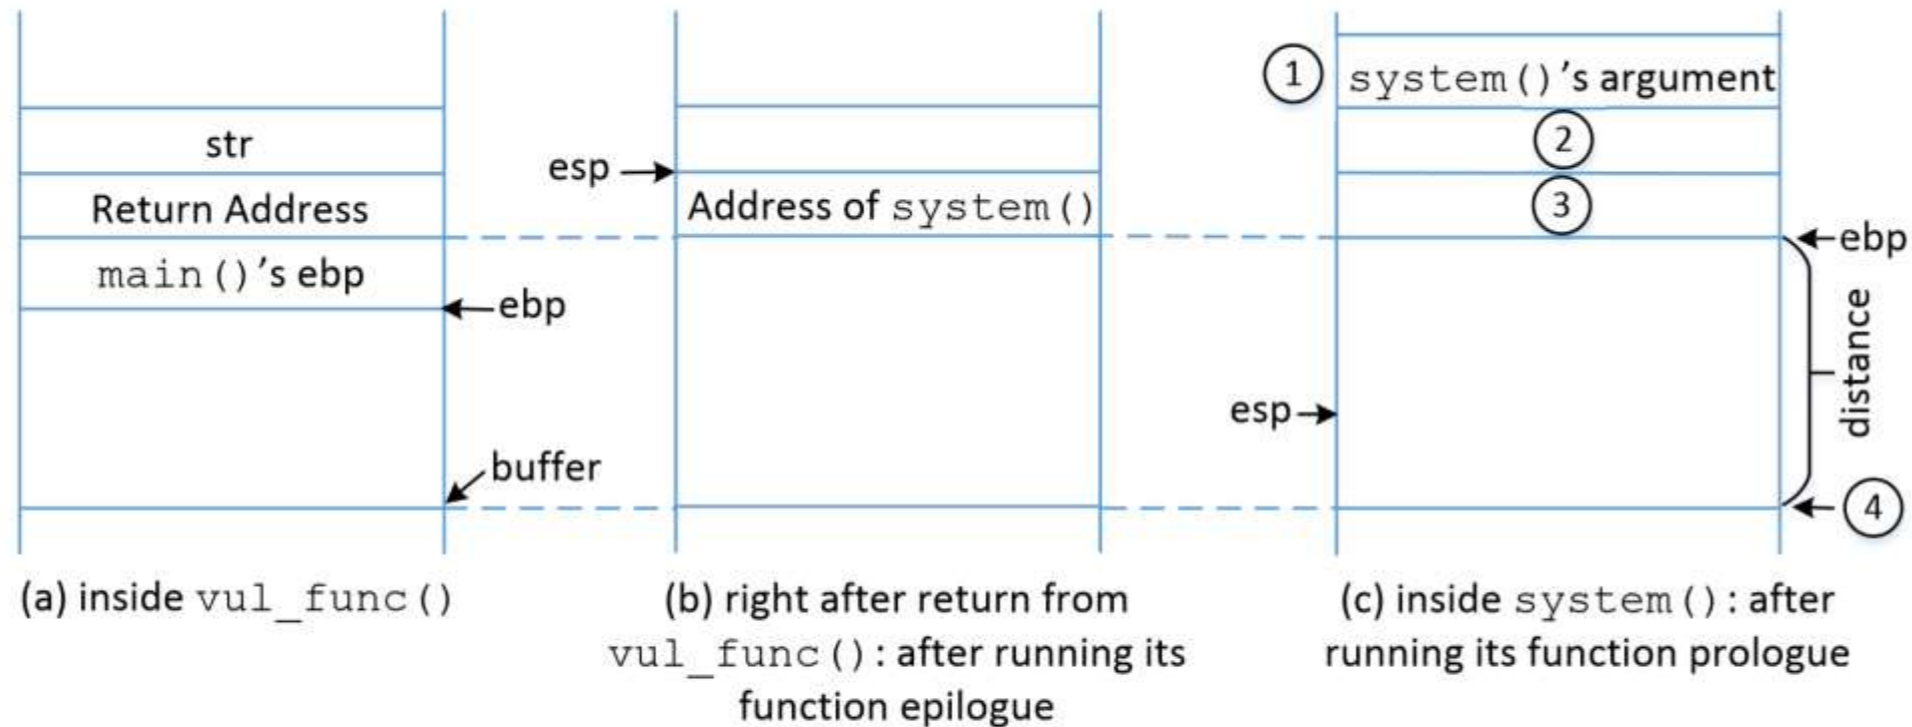 str
Return Address
main()'s ebp
ebp
buffer
(a) inside vul_func()
esp
Address of system()
(b) right after return from
vul_func(): after running its
function epilogue
1
system()'s argument
2
3
ebp
distance
esp
4
(c) inside system(): after
running its function prologue